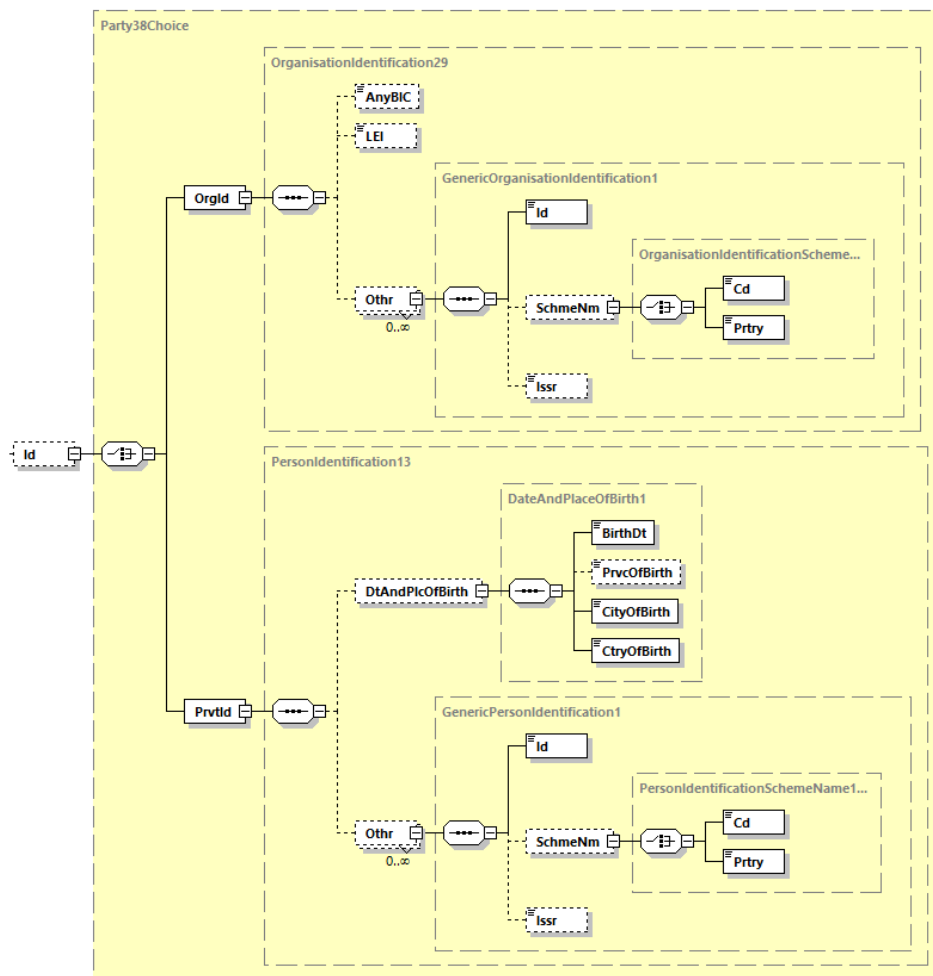 Party38Choice
OrganisationIdentification29
AnyBIC
LEI
GenericOrganisationIdentification1
OrgId
Id
OrganisationIdentificationScheme...
Othr
0..∞
SchmeNm
Cd
Prtry
Issr
Id
PersonIdentification13
DateAndPlaceOfBirth1
BirthDt
PrvcOfBirth
DtAndPlcOfBirth
CityOfBirth
CtryOfBirth
PrvtId
GenericPersonIdentification1
Id
PersonIdentificationSchemeName1...
Othr
0..∞
SchmeNm
Cd
Prtry
Issr